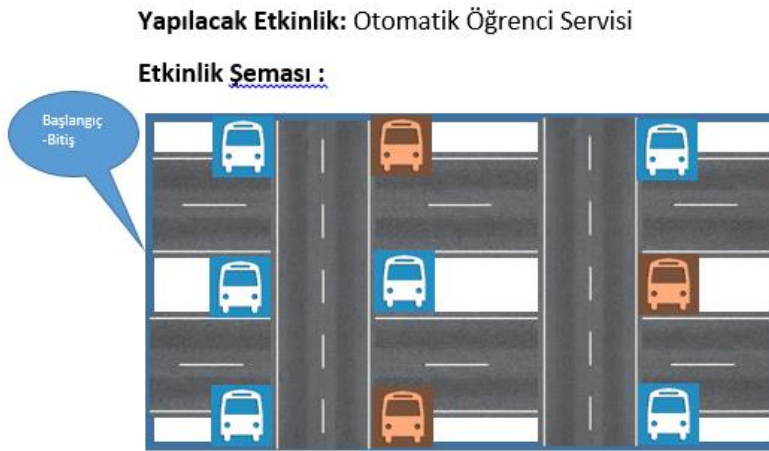 Yapılacak Etkinlik: Otomatik Öğrenci Servisi
Etkinlik Şeması :
Başlangıç
-Bitiş